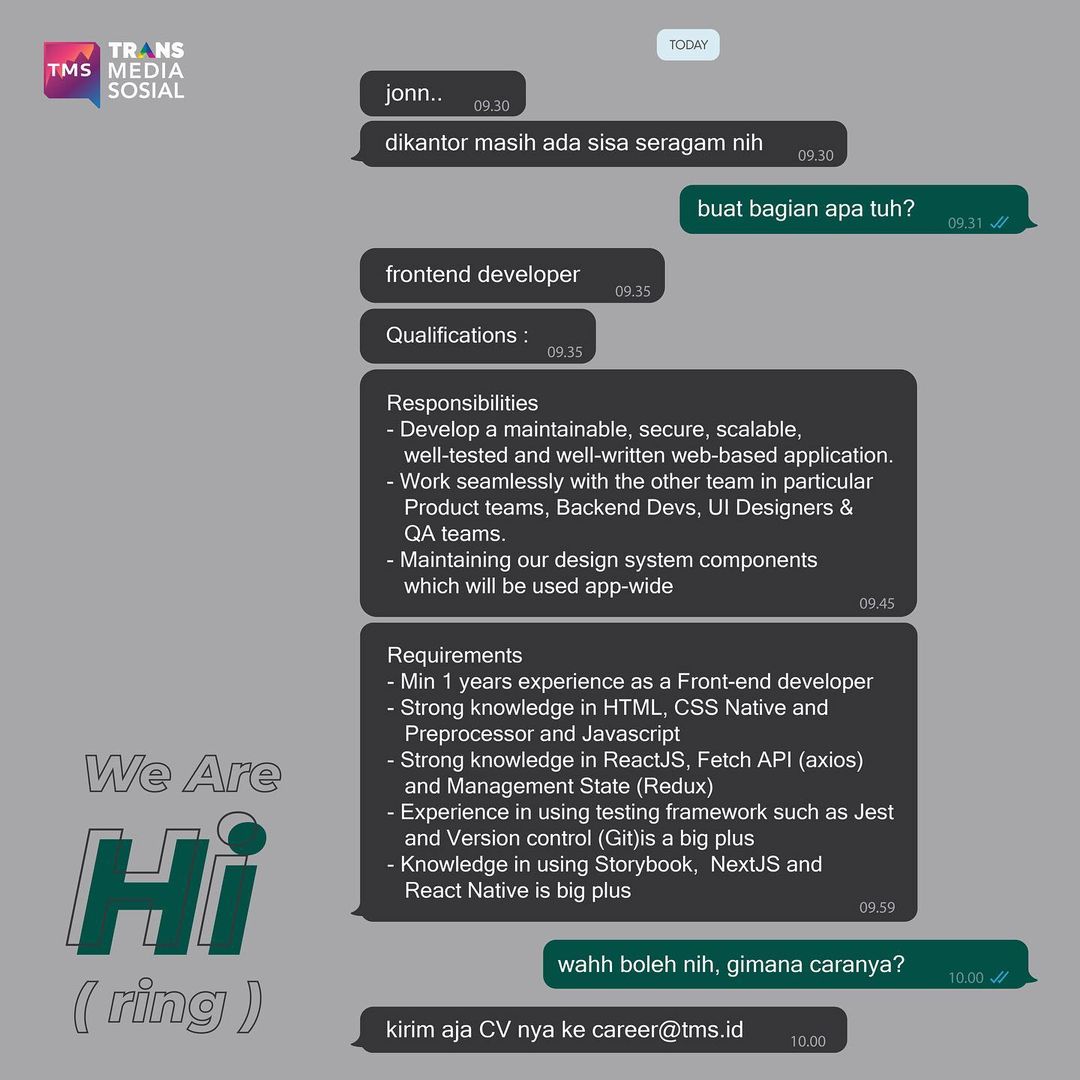 TMS
TRANS
MEDIA
SOSIAL
TODAY
jonn.. 09.30
dikantor masih ada sisa seragam nih 09.30
buat bagian apa tuh? 09.31
frontend developer 09.35
Qualifications : 09.35
Responsibilities
- Develop a maintainable, secure, scalable,
well-tested and well-written web-based application.
- Work seamlessly with the other team in particular
Product teams, Backend Devs, UI Designers &
QA teams.
- Maintaining our design system components
which will be used app-wide
09.45
Requirements
- Min 1 years experience as a Front-end developer
- Strong knowledge in HTML, CSS Native and
Preprocessor and Javascript
- Strong knowledge in ReactJS, Fetch API (axios)
and Management State (Redux)
- Experience in using testing framework such as Jest
and Version control (Git)is a big plus
- Knowledge in using Storybook,  NextJS and
React Native is big plus
09.59
wahh boleh nih, gimana caranya? 10.00
kirim aja CV nya ke career@tms.id 10.00
We Are
Hi
( ring )